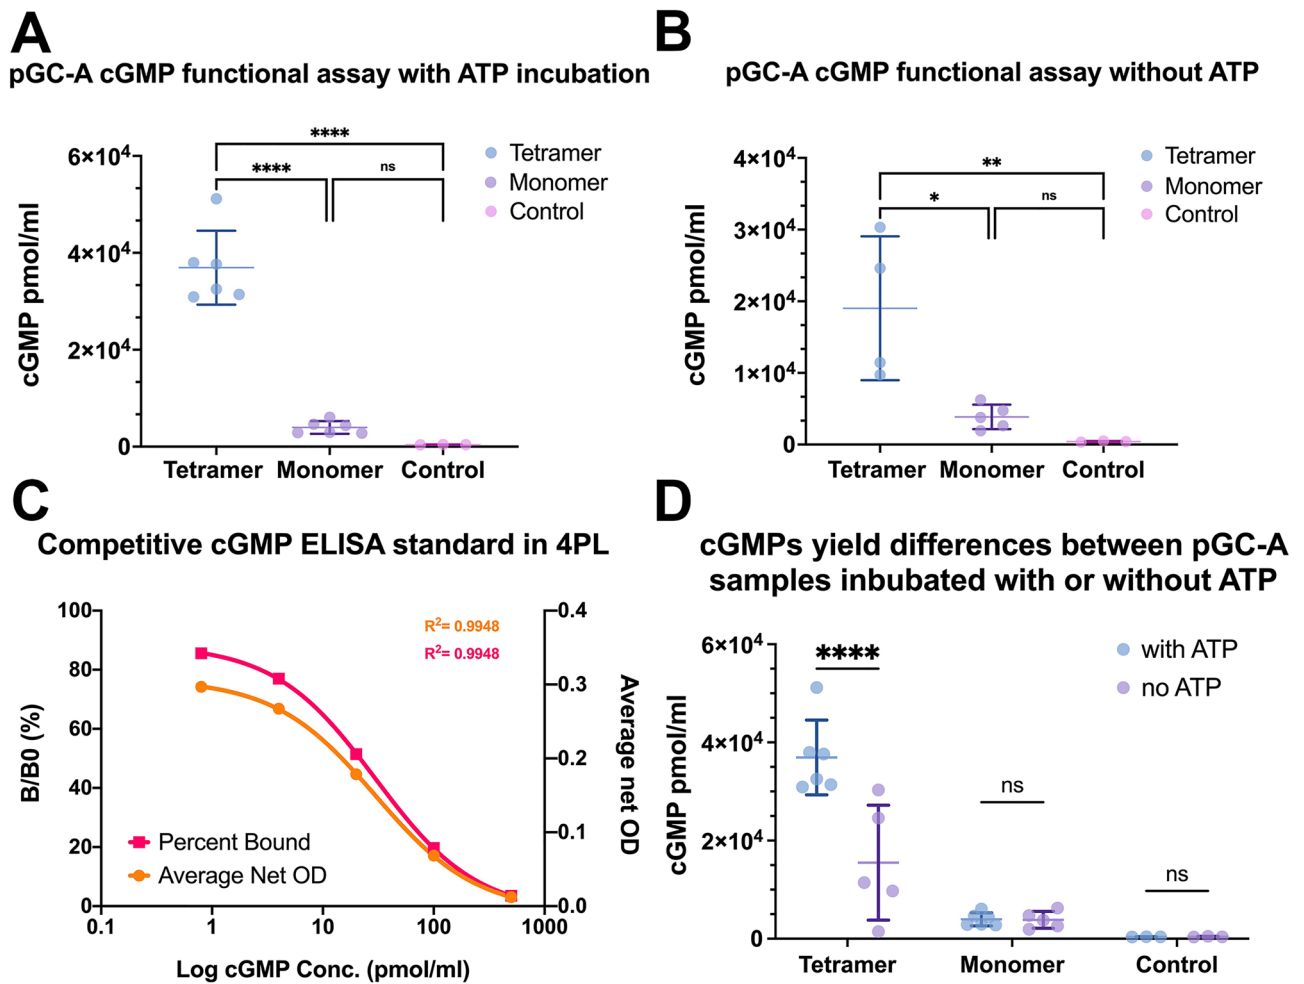 A
pGC-A cGMP functional assay with ATP incubation
****
****
ns
Tetramer
Monomer
Control
cGMP pmol/ml
6×10⁴
4×10⁴
2×10⁴
0
Tetramer
Monomer
Control
B
pGC-A cGMP functional assay without ATP
**
*
ns
Tetramer
Monomer
Control
cGMP pmol/ml
4×10⁴
3×10⁴
2×10⁴
1×10⁴
0
Tetramer
Monomer
Control
C
Competitive cGMP ELISA standard in 4PL
R²= 0.9948
R²= 0.9948
B/B0 (%)
100
80
60
40
20
0
Percent Bound
Average Net OD
0.4
0.3
0.2
0.1
0.0
Average net OD
0.1
1
10
100
1000
Log cGMP Conc. (pmol/ml)
D
cGMPs yield differences between pGC-A
samples inbubated with or without ATP
****
ns
ns
with ATP
no ATP
cGMP pmol/ml
6×10⁴
4×10⁴
2×10⁴
0
Tetramer
Monomer
Control